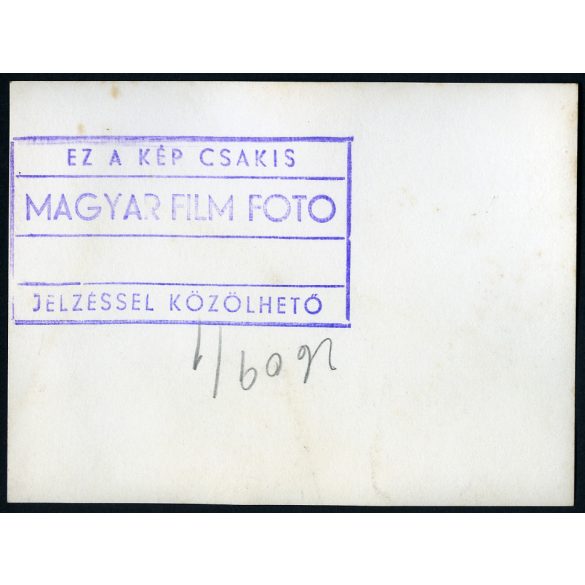 EZ A KÉP CSAKIS
MAGYAR FILM FOTO
JELZÉSSEL KÖZÖLHETŐ